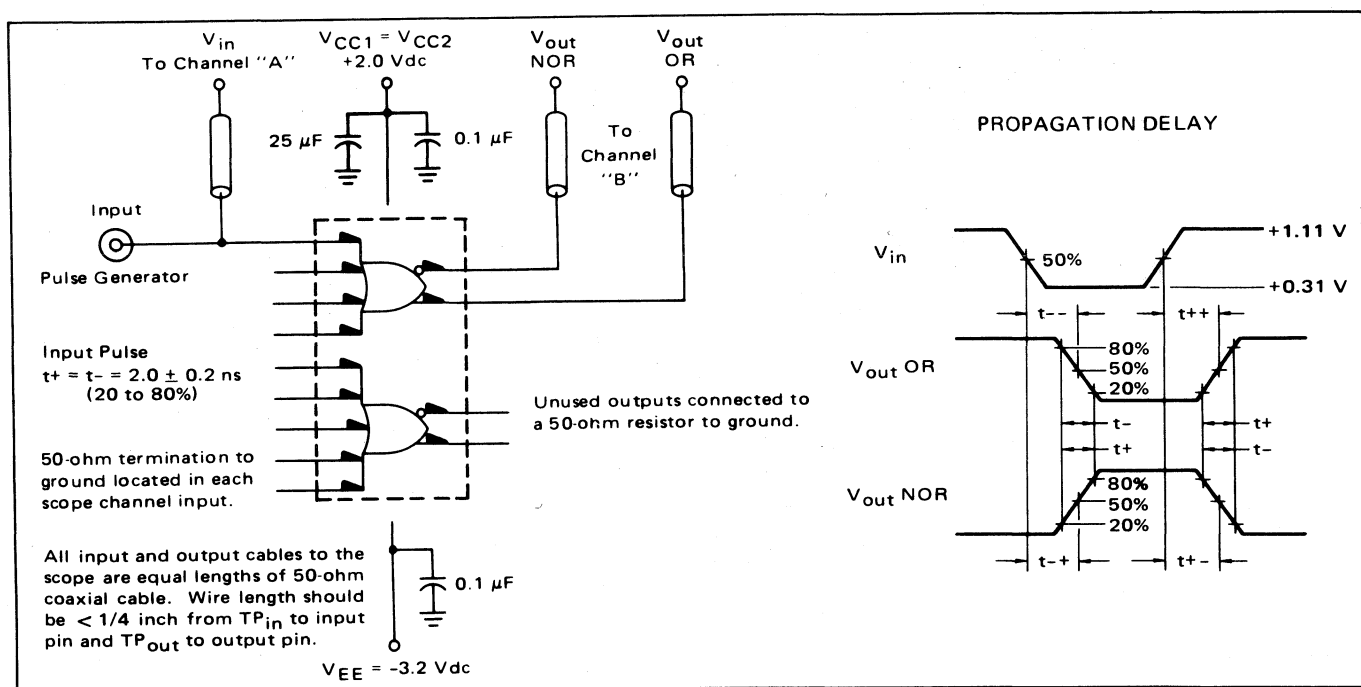 V_in
To Channel "A"
V_CC1 = V_CC2
+2.0 Vdc
V_out
NOR
V_out
OR
25 μF
0.1 μF
To
Channel
"B"
Input
Pulse Generator
Input Pulse
t+ = t- = 2.0 ± 0.2 ns
(20 to 80%)
50-ohm termination to
ground located in each
scope channel input.
Unused outputs connected to
a 50-ohm resistor to ground.
All input and output cables to the
scope are equal lengths of 50-ohm
coaxial cable. Wire length should
be < 1/4 inch from TP_in to input
pin and TP_out to output pin.
0.1 μF
V_EE = -3.2 Vdc
PROPAGATION DELAY
V_in
50%
+1.11 V
+0.31 V
t--
t++
V_out OR
80%
50%
20%
t-
t+
t+
t-
V_out NOR
80%
50%
20%
t-+
t+-